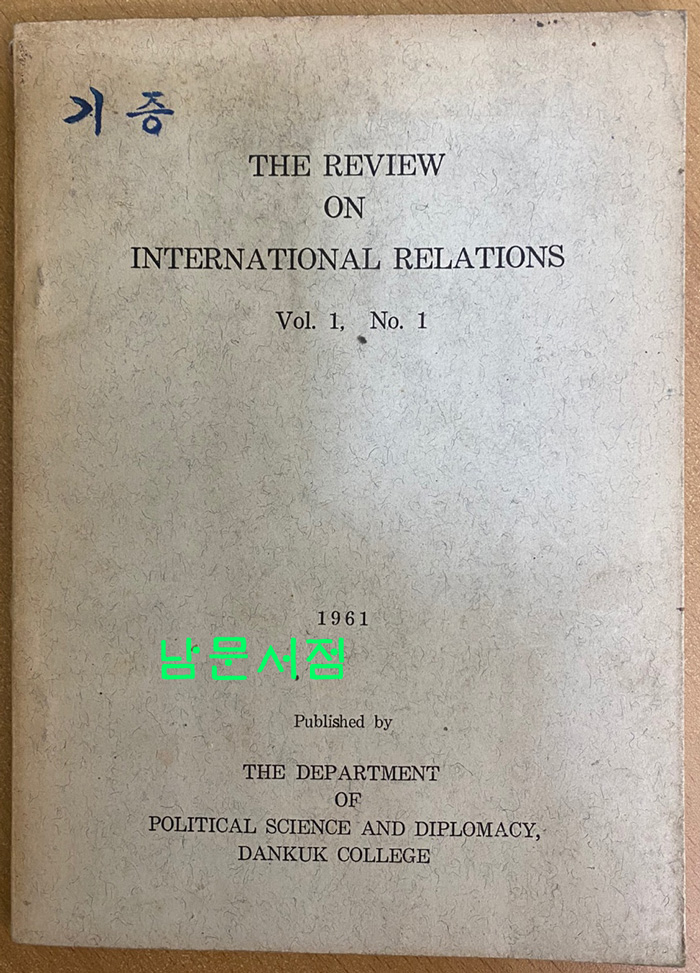 기증
THE REVIEW
ON
INTERNATIONAL RELATIONS
Vol. 1, No. 1
1961
남문서점
Published by
THE DEPARTMENT
OF
POLITICAL SCIENCE AND DIPLOMACY,
DANKUK COLLEGE